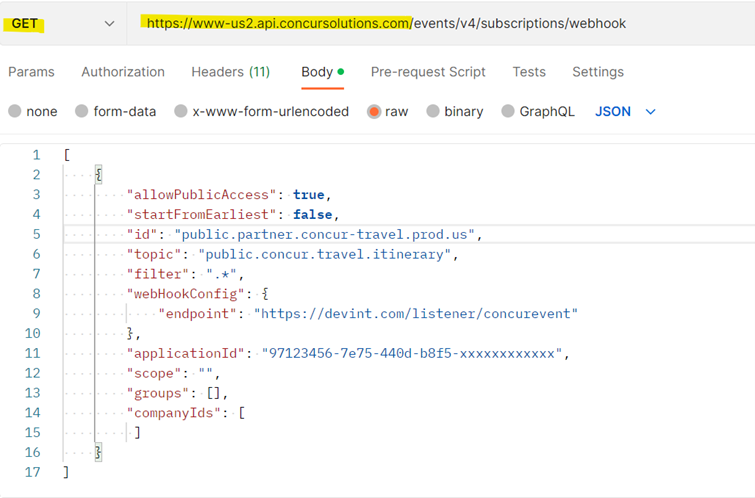 GET https://www-us2.api.concursolutions.com/events/v4/subscriptions/webhook
Params Authorization Headers (11) Body Pre-request Script Tests Settings
none form-data x-www-form-urlencoded raw binary GraphQL JSON
1 [
2 {
3 "allowPublicAccess": true,
4 "startFromEarliest": false,
5 "id": "public.partner.concur-travel.prod.us",
6 "topic": "public.concur.travel.itinerary",
7 "filter": ".*",
8 "webHookConfig": {
9 "endpoint": "https://devint.com/listener/concurevent"
10 },
11 "applicationId": "97123456-7e75-440d-b8f5-xxxxxxxxxxxx",
12 "scope": "",
13 "groups": [],
14 "companyIds": [
15 ]
16 }
17 ]